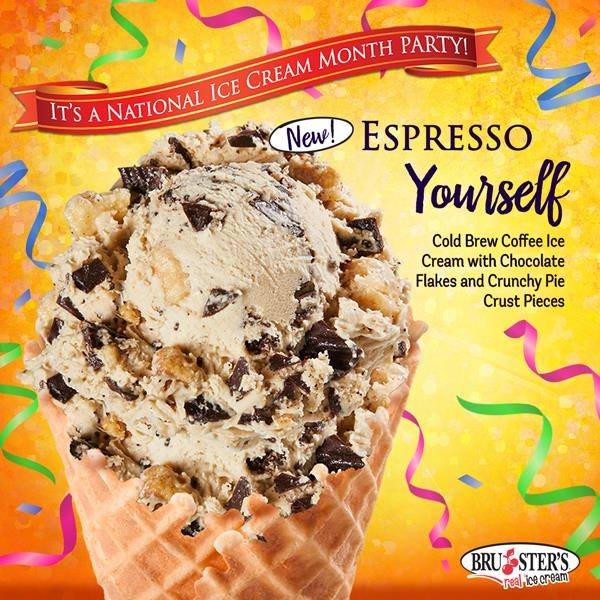 IT'S A NATIONAL ICE CREAM MONTH PARTY!
New! ESPRESSO
Yourself
Cold Brew Coffee Ice
Cream with Chocolate
Flakes and Crunchy Pie
Crust Pieces
BRUSTER'S
real ice cream